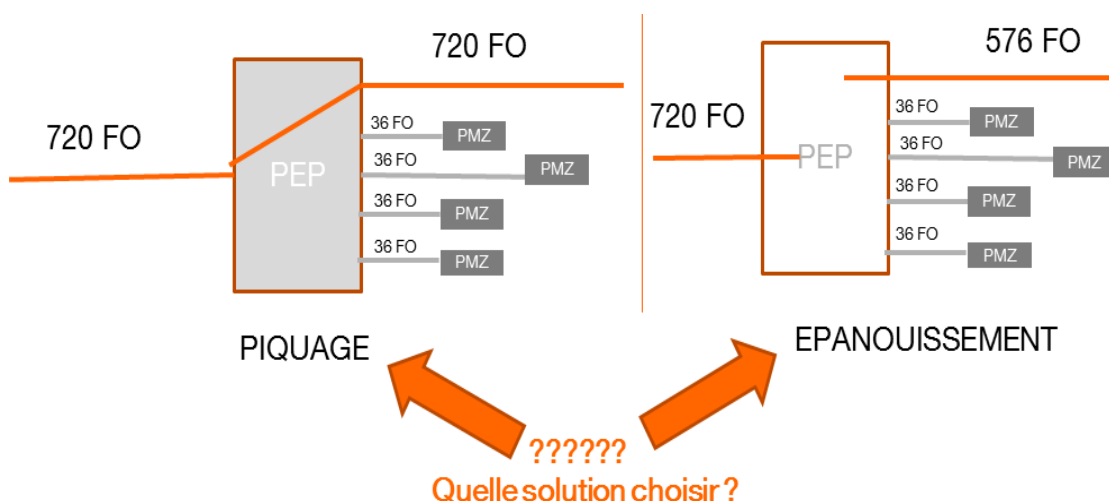 720 FO
720 FO
PEP
36 FO
PMZ
36 FO
PMZ
36 FO
PMZ
36 FO
PMZ
PIQUAGE
576 FO
720 FO
PEP
36 FO
PMZ
36 FO
PMZ
36 FO
PMZ
36 FO
PMZ
EPANOUISSEMENT
??????
Quelle solution choisir ?